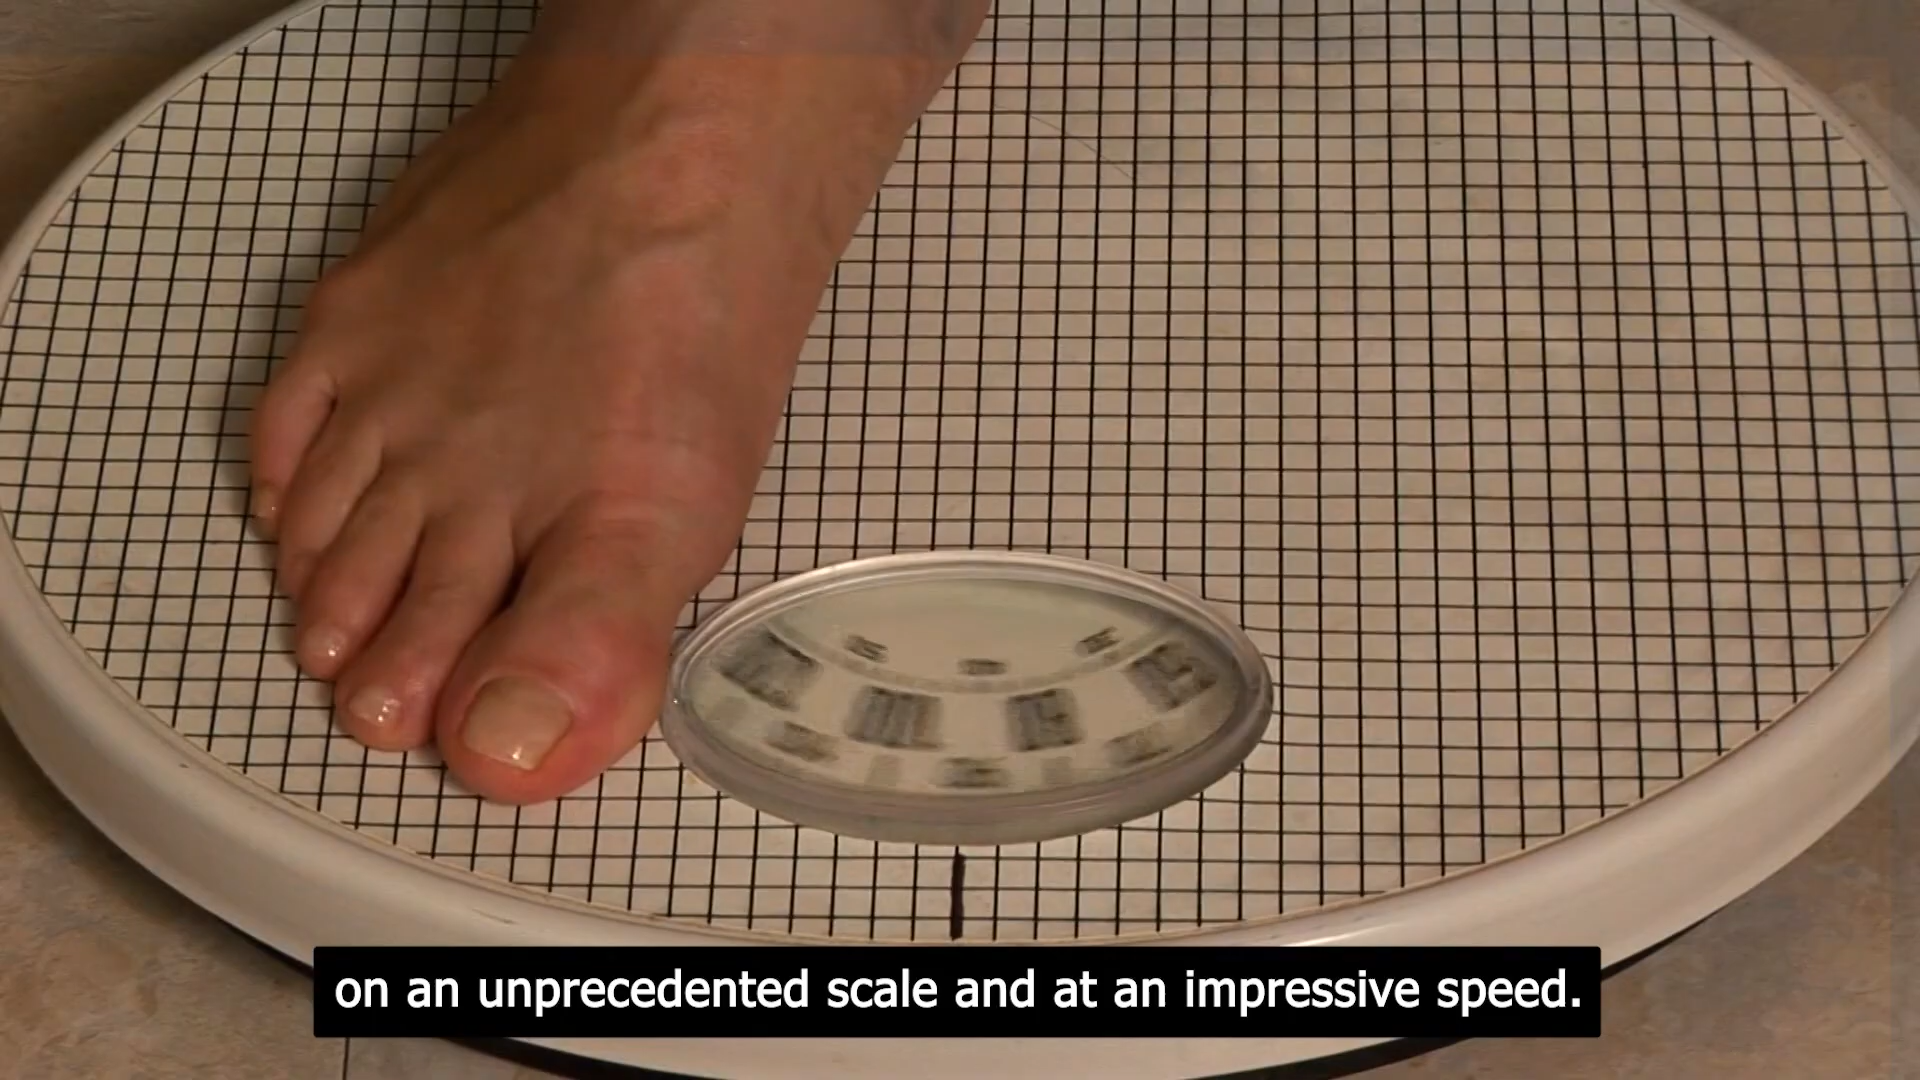 on an unprecedented scale and at an impressive speed.